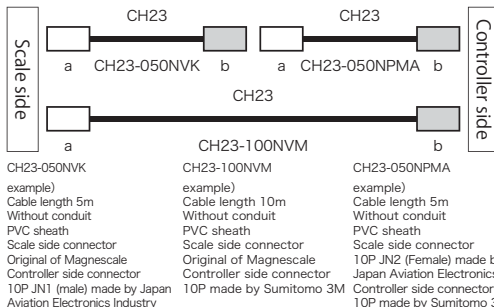 CH23
CH23
Scale side
Controller side
a
CH23-050NVK
b
a
CH23-050NPMA
b
CH23
a
CH23-100NVM
b
CH23-050NVK
example)
Cable length 5m
Without conduit
PVC sheath
Scale side connector
Original of Magnescale
Controller side connector
10P JN1 (male) made by Japan
Aviation Electronics Industry
CH23-100NVM
example)
Cable length 10m
Without conduit
PVC sheath
Scale side connector
Original of Magnescale
Controller side connector
10P made by Sumitomo 3M
CH23-050NPMA
example)
Cable length 5m
Without conduit
PVC sheath
Scale side connector
10P JN2 (Female) made
Japan Aviation Electronics
Controller side connector
10P made by Sumitomo